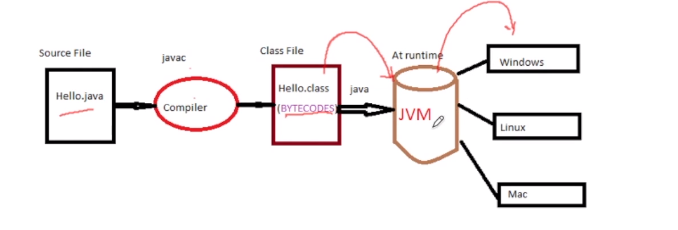 Source File
javac
Class File
At runtime
Hello.java
Compiler
Hello.class
(BYTECODES)
java
JVM
Windows
Linux
Mac